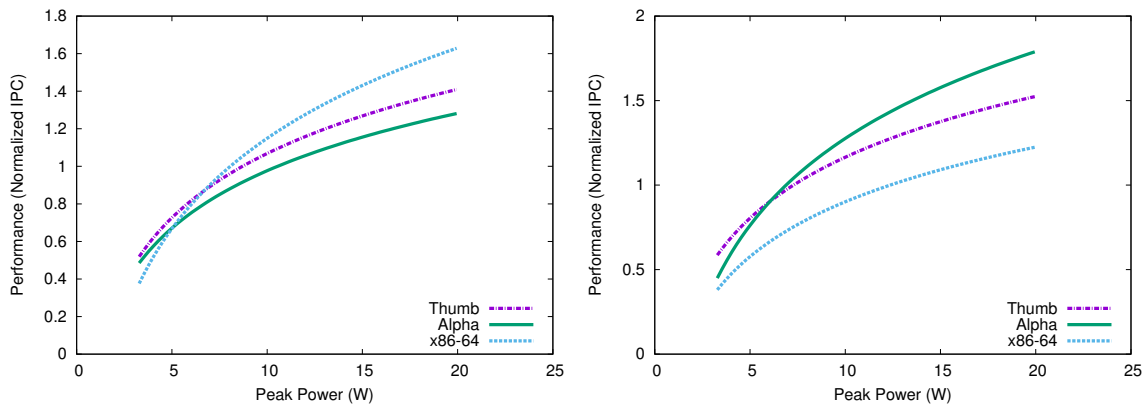 1.8
1.6
1.4
1.2
1
0.8
0.6
0.4
0.2
0
Performance (Normalized IPC)
Thumb
Alpha
x86-64
0 5 10 15 20 25
Peak Power (W)
2
1.5
1
0.5
0
Performance (Normalized IPC)
Thumb
Alpha
x86-64
0 5 10 15 20 25
Peak Power (W)